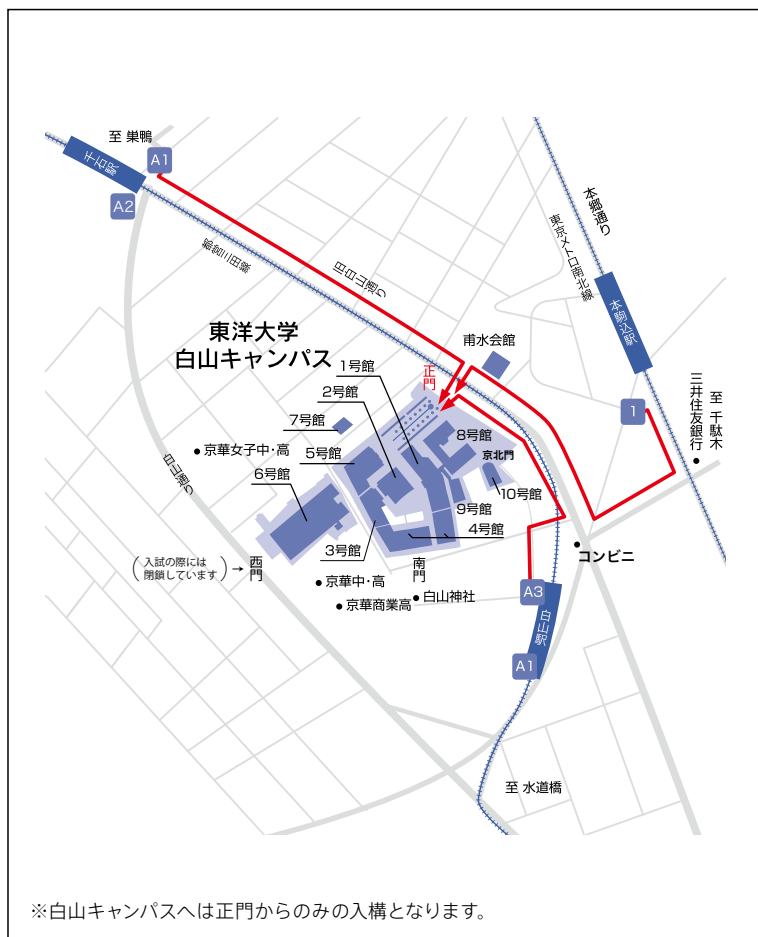 至 巣鴨
A1
千石駅
A2
都営三田線
旧白山通り
本郷通り
東京メトロ南北線
本駒込駅
東洋大学
白山キャンパス
甫水会館
正門
1号館
2号館
7号館
8号館
京北門
京華女子中・高
5号館
6号館
10号館
9号館
4号館
3号館
白山通り
1
三井住友銀行
至 千駄木
コンビニ
南門
西門
(入試の際には
閉鎖しています)→
京華中・高
京華商業高
白山神社
A3
白山駅
A1
至 水道橋
※白山キャンパスへは正門からのみの入構となります。